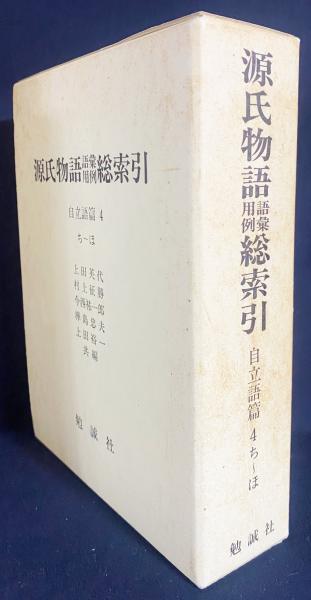 源氏物語語彙用例総索引
自立語篇 4
ち〜ほ
上田英代
村上征勝
今西祐一郎
樺島忠夫
上田裕一
共編
勉誠社
源氏物語語彙用例総索引
自立語篇
4
ち〜ほ
勉誠社